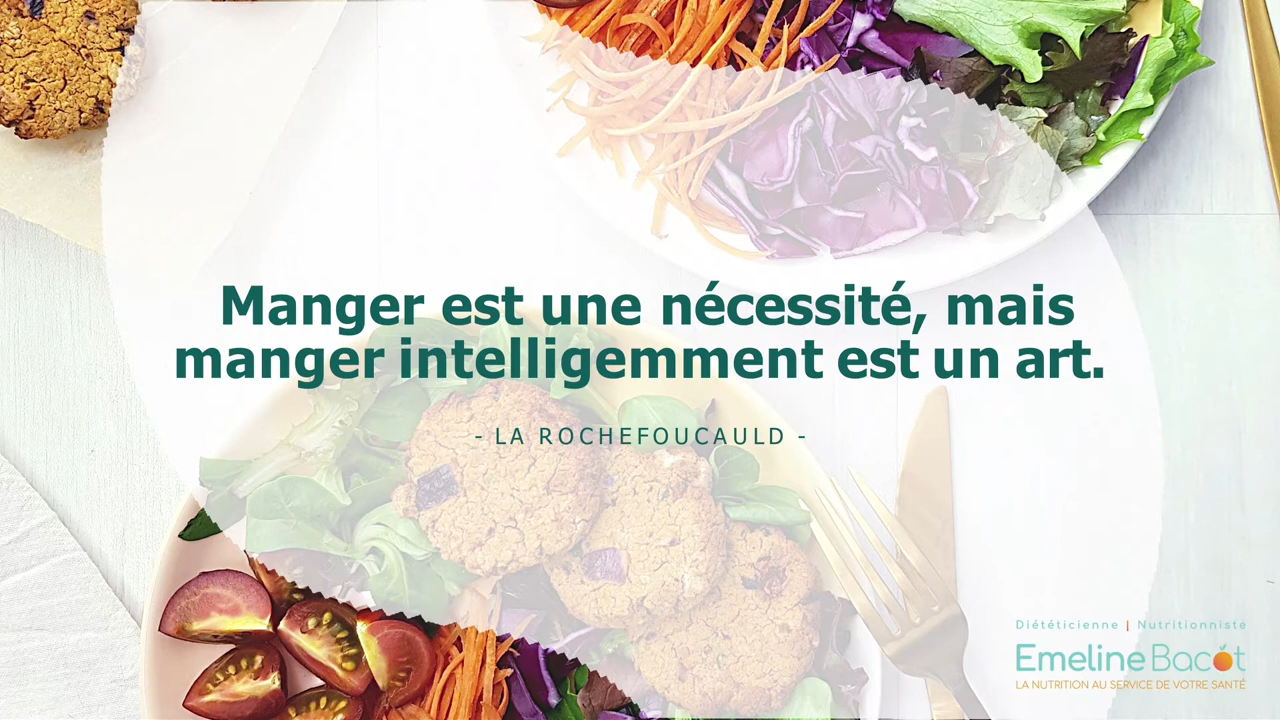 Manger est une nécessité, mais
manger intelligemment est un art.
- LA ROCHEFOUCAULD -
Diététicienne | Nutritionniste
Emeline Bacot
LA NUTRITION AU SERVICE DE VOTRE SANTÉ